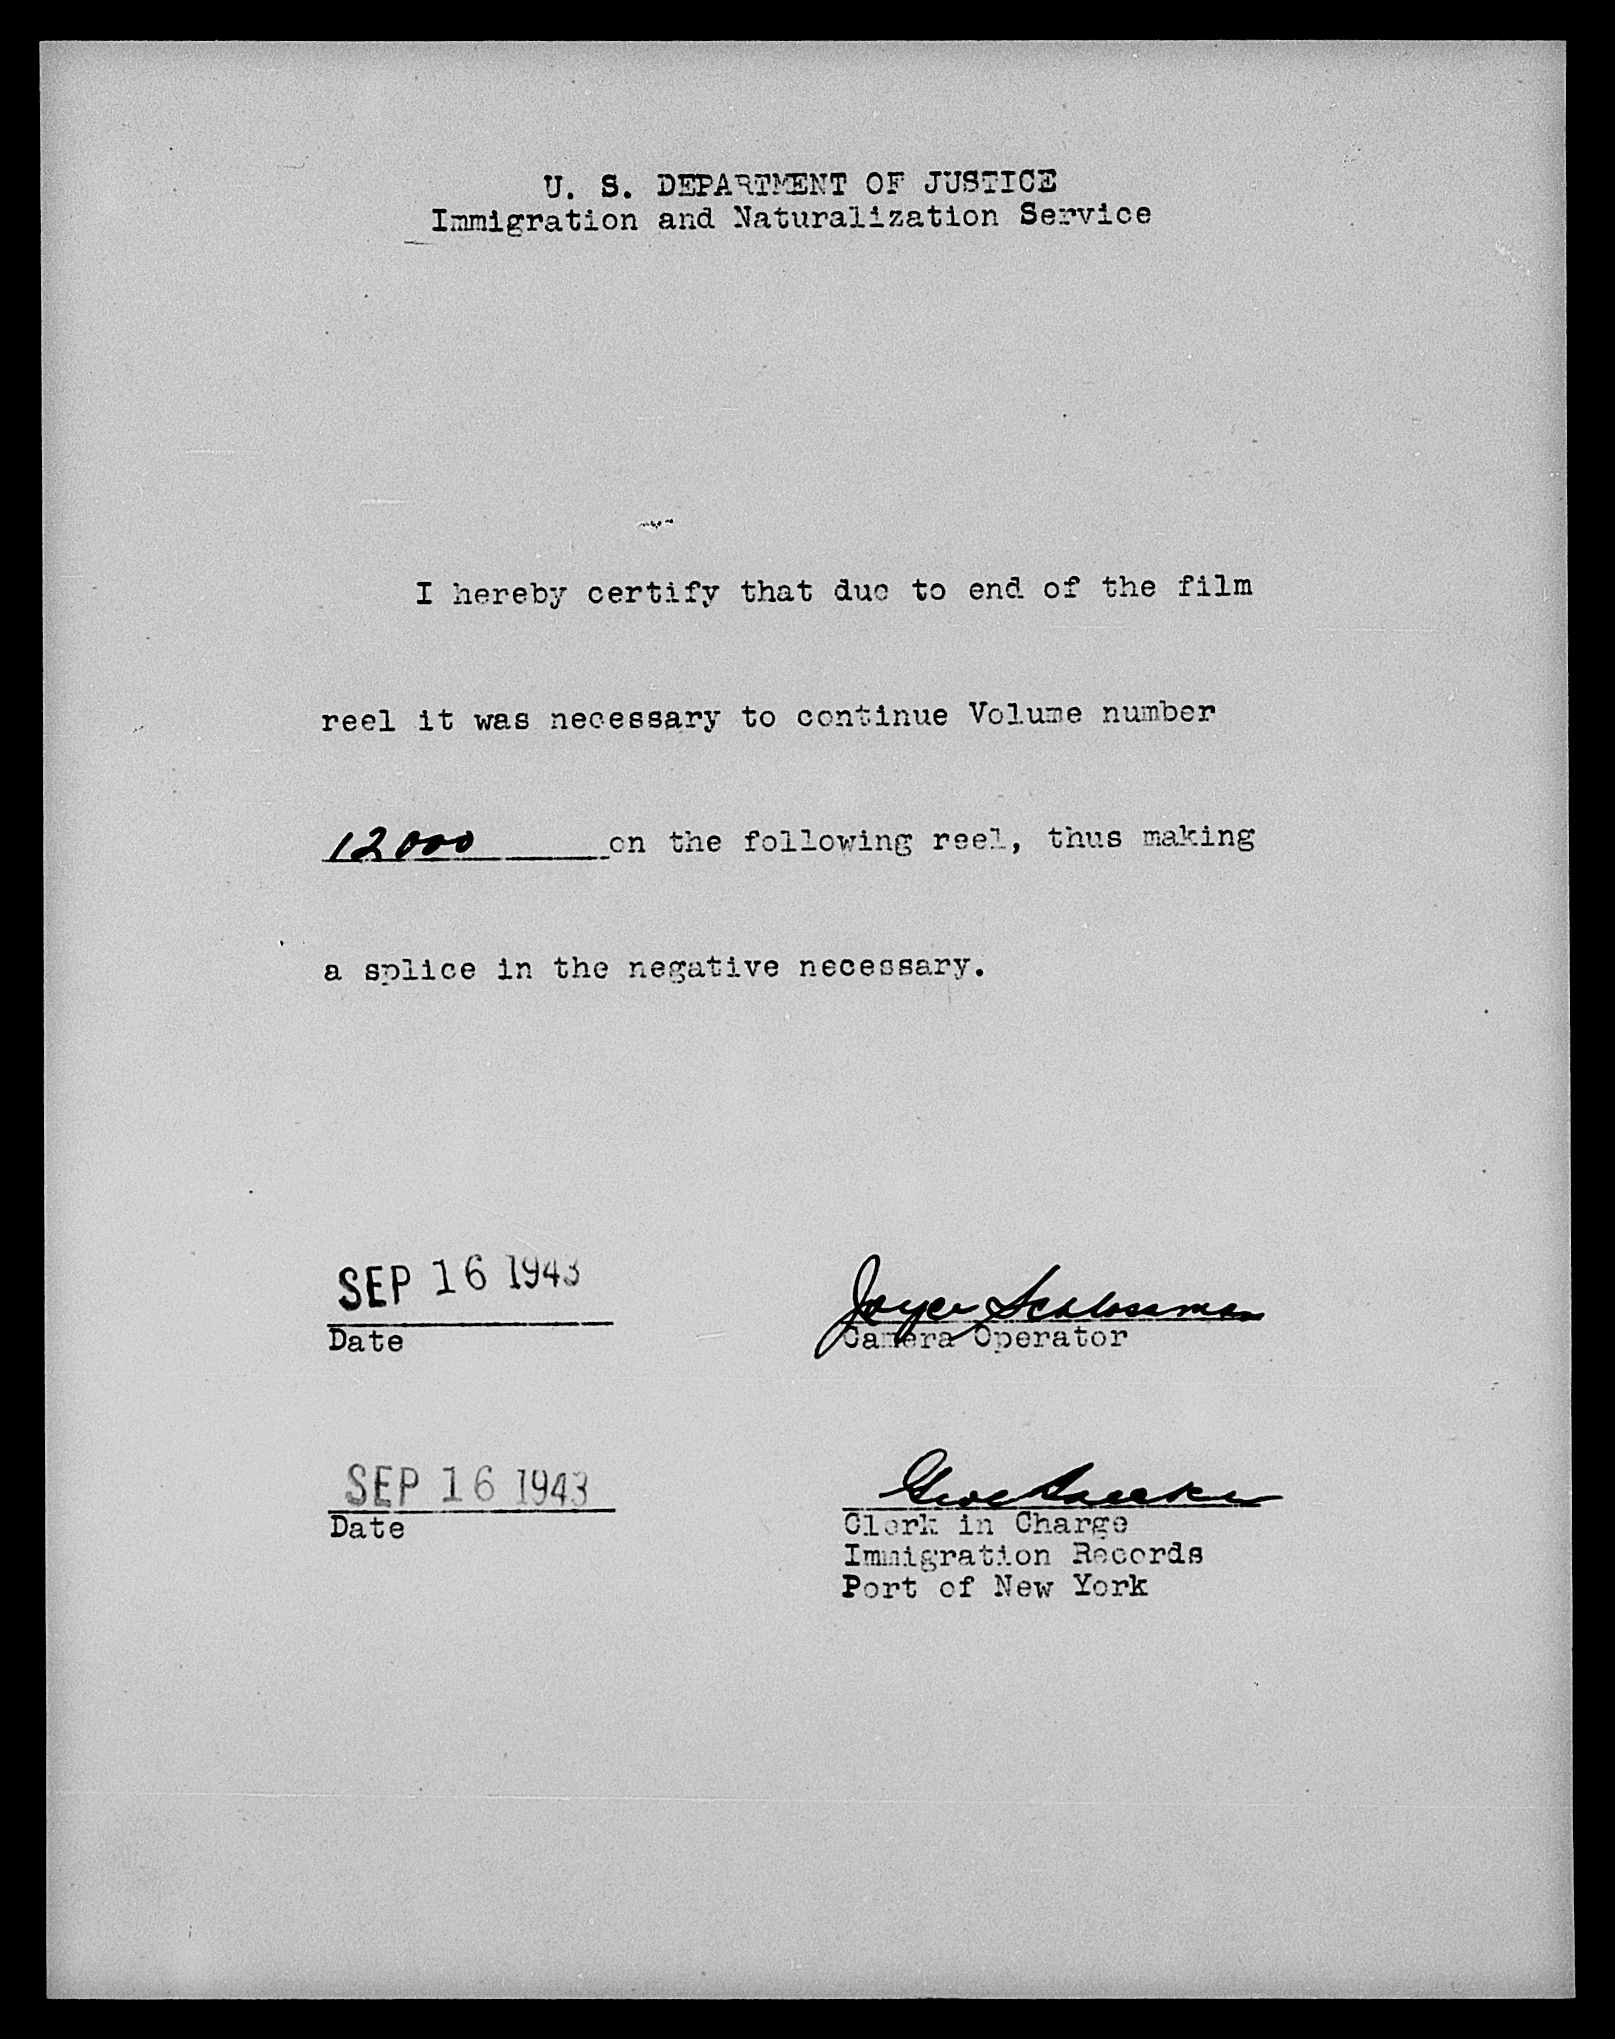 U. S. DEPARTMENT OF JUSTICE
Immigration and Naturalization Service
I hereby certify that due to end of the film
reel it was necessary to continue Volume number
12000 on the following reel, thus making
a splice in the negative necessary.
SEP 16 1943
Joyce Schlossman
Date
Camera Operator
SEP 16 1943
Date
Clerk in Charge
Immigration Records
Port of New York